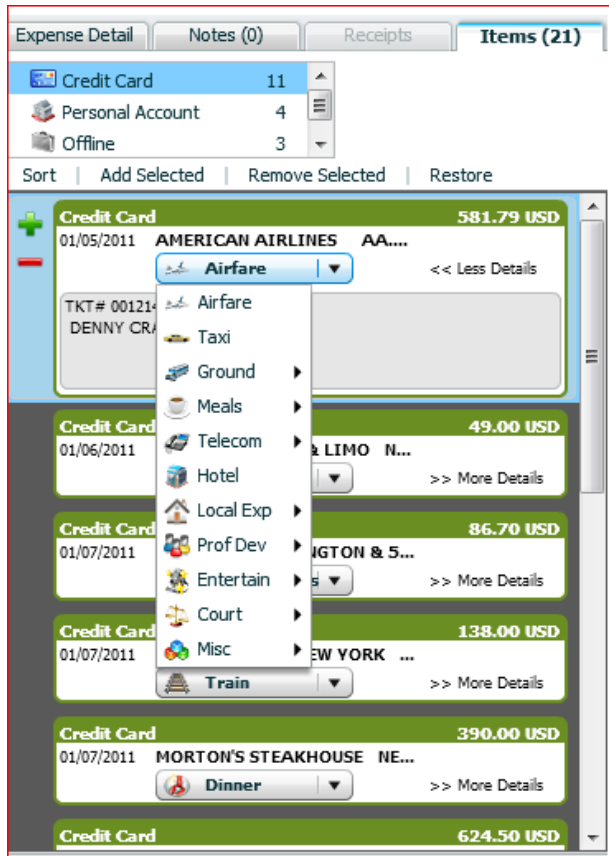 Expense Detail Notes (0) Receipts Items (21)
Credit Card 11
Personal Account 4
Offline 3
Sort | Add Selected | Remove Selected | Restore
Credit Card 581.79 USD
01/05/2011 AMERICAN AIRLINES AA....
Airfare << Less Details
TKT# 00121
DENNY CRA
Airfare
Taxi
Ground
Meals
Telecom
Hotel
Local Exp
Prof Dev
Entertain
Court
Misc
Credit Card 49.00 USD
01/06/2011 & LIMO N...
>> More Details
Credit Card 86.70 USD
01/07/2011 NGTON & 5...
s >> More Details
Credit Card 138.00 USD
01/07/2011 EW YORK ...
Train >> More Details
Credit Card 390.00 USD
01/07/2011 MORTON'S STEAKHOUSE NE...
Dinner >> More Details
Credit Card 624.50 USD